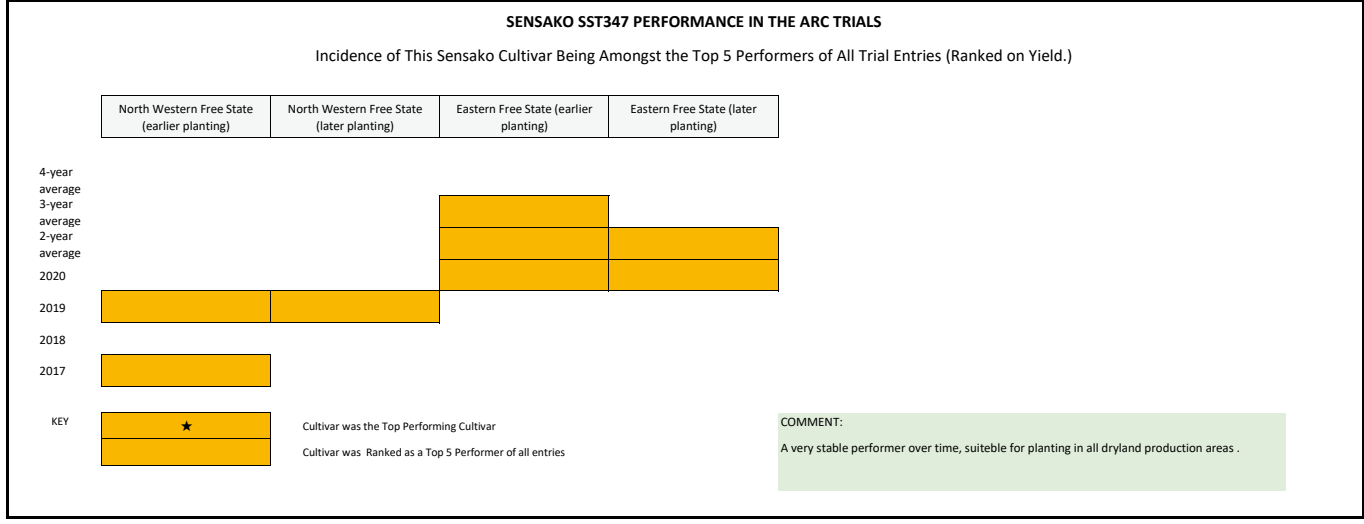 SENSAKO SST347 PERFORMANCE IN THE ARC TRIALS
Incidence of This Sensako Cultivar Being Amongst the Top 5 Performers of All Trial Entries (Ranked on Yield.)
North Western Free State
(earlier planting)
North Western Free State
(later planting)
Eastern Free State (earlier
planting)
Eastern Free State (later
planting)
4-year
average
3-year
average
2-year
average
2020
2019
2018
2017
KEY
★
Cultivar was the Top Performing Cultivar
Cultivar was Ranked as a Top 5 Performer of all entries
COMMENT:
A very stable performer over time, suiteible for planting in all dryland production areas .